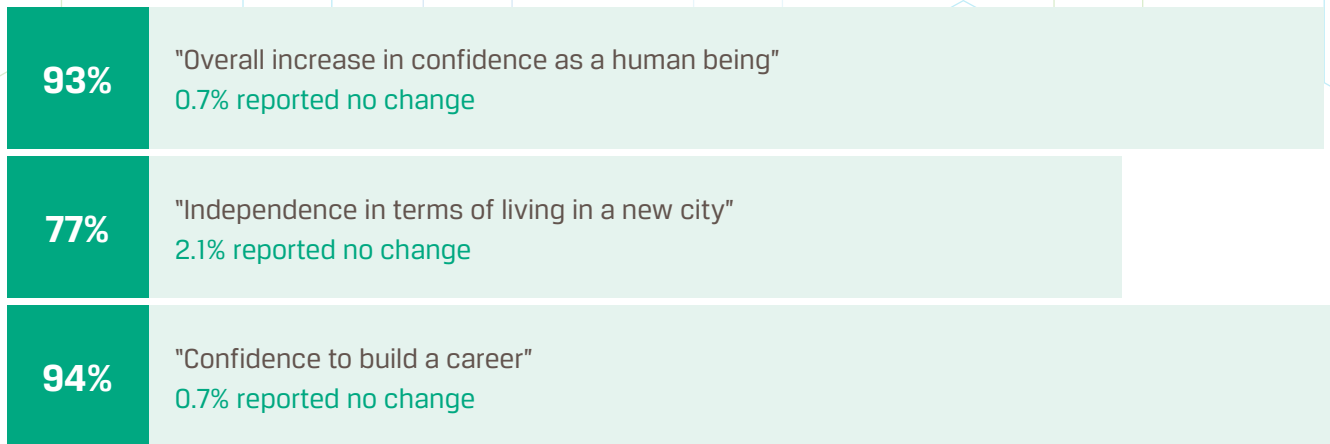 93%
"Overall increase in confidence as a human being"
0.7% reported no change
77%
"Independence in terms of living in a new city"
2.1% reported no change
94%
"Confidence to build a career"
0.7% reported no change